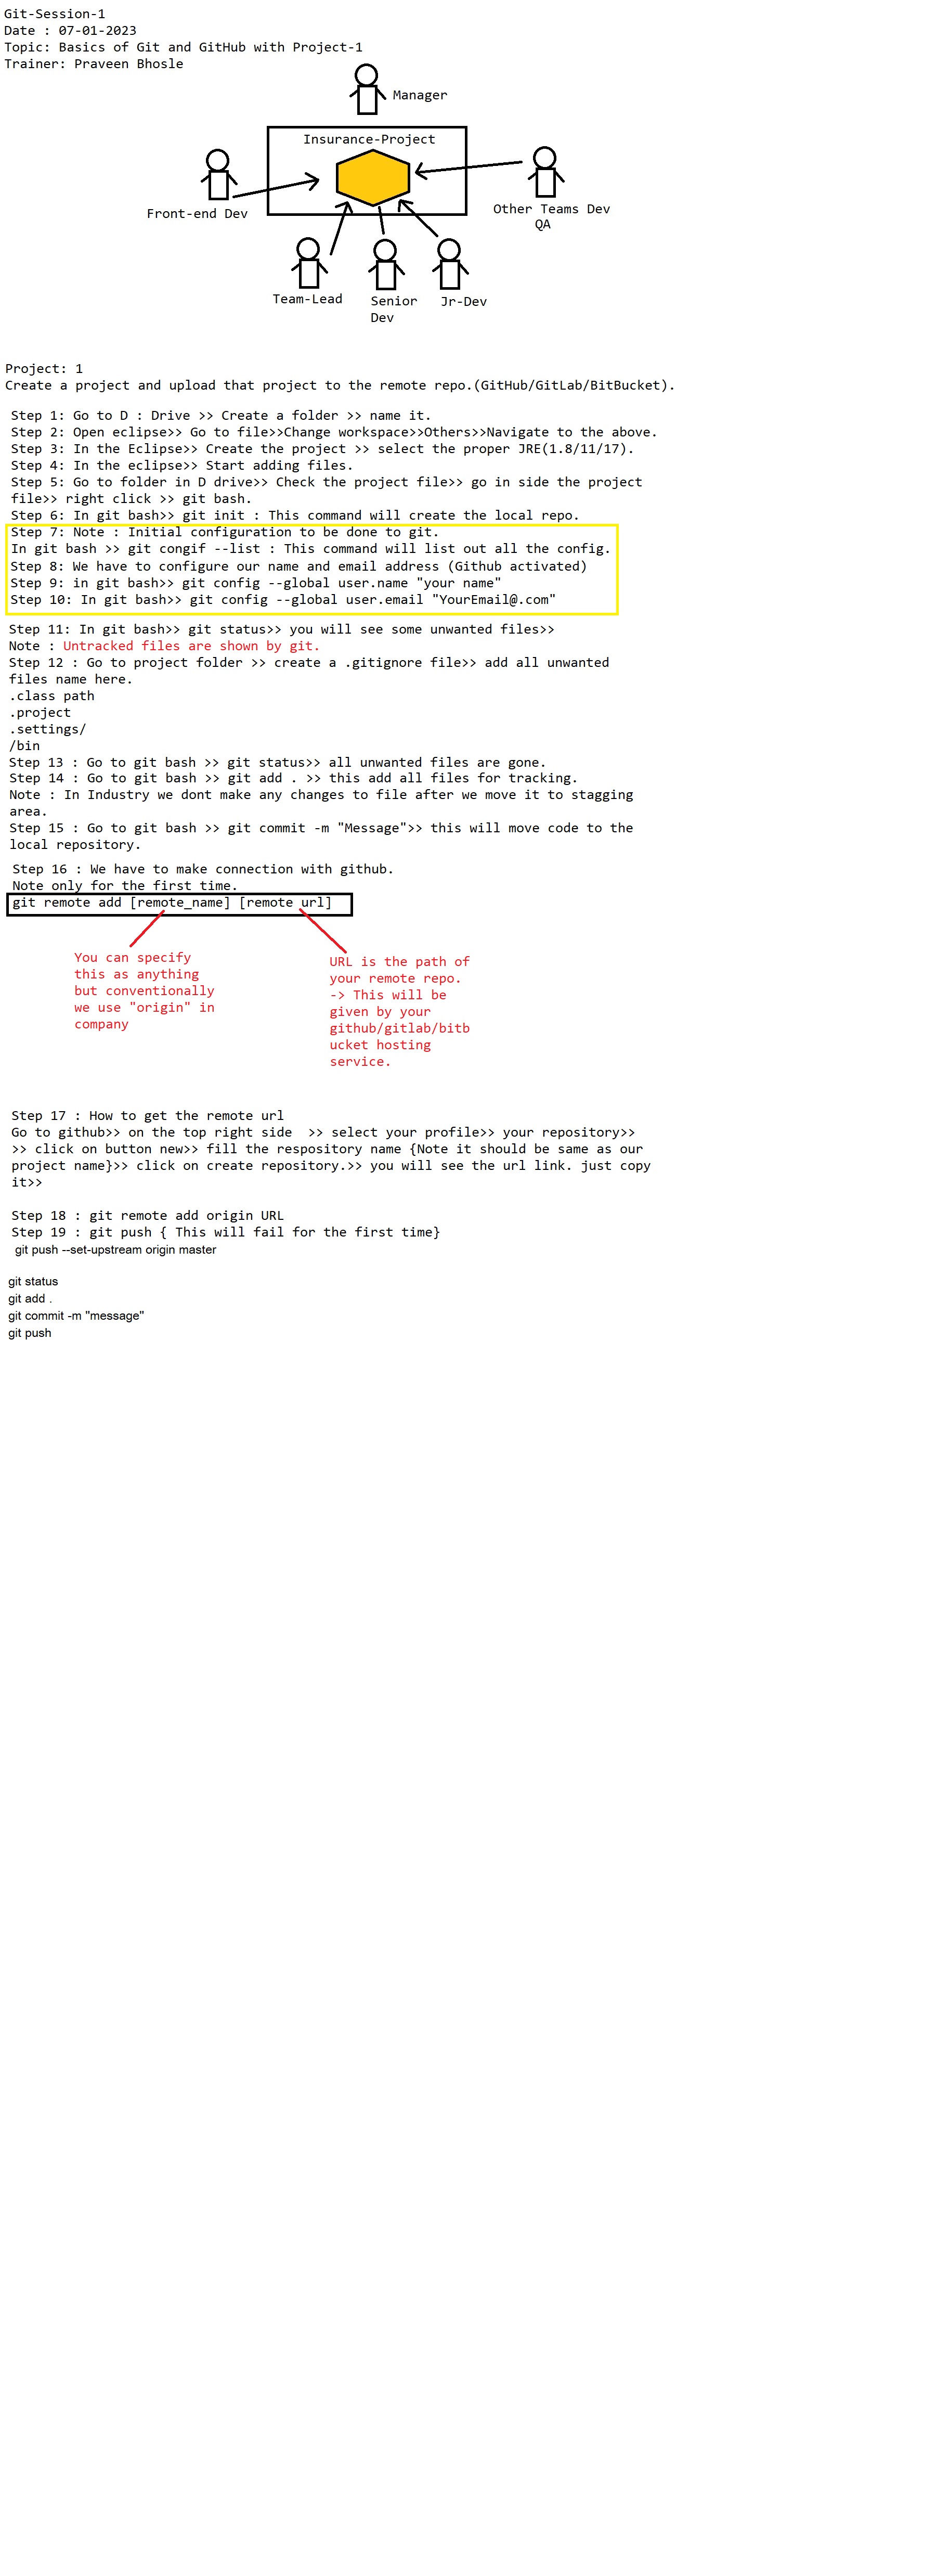 Git-Session-1
Date : 07-01-2023
Topic: Basics of Git and GitHub with Project-1
Trainer: Praveen Bhosle
Manager
Insurance-Project
Front-end Dev
Other Teams Dev
QA
Team-Lead
Senior
Dev
Jr-Dev
Project: 1
Create a project and upload that project to the remote repo.(GitHub/GitLab/BitBucket).
Step 1: Go to D : Drive >> Create a folder >> name it.
Step 2: Open eclipse>> Go to file>>Change workspace>>Others>>Navigate to the above.
Step 3: In the Eclipse>> Create the project >> select the proper JRE(1.8/11/17).
Step 4: In the eclipse>> Start adding files.
Step 5: Go to folder in D drive>> Check the project file>> go in side the project
file>> right click >> git bash.
Step 6: In git bash>> git init : This command will create the local repo.
Step 7: Note : Initial configuration to be done to git.
In git bash >> git congif --list : This command will list out all the config.
Step 8: We have to configure our name and email address (Github activated)
Step 9: in git bash>> git config --global user.name "your name"
Step 10: In git bash>> git config --global user.email "YourEmail@.com"
Step 11: In git bash>> git status>> you will see some unwanted files>>
Note : Untracked files are shown by git.
Step 12 : Go to project folder >> create a .gitignore file>> add all unwanted
files name here.
.class path
.project
.settings/
/bin
Step 13 : Go to git bash >> git status>> all unwanted files are gone.
Step 14 : Go to git bash >> git add . >> this add all files for tracking.
Note : In Industry we dont make any changes to file after we move it to stagging
area.
Step 15 : Go to git bash >> git commit -m "Message">> this will move code to the
local repository.
Step 16 : We have to make connection with github.
Note only for the first time.
git remote add [remote_name] [remote url]
You can specify
this as anything
but conventionally
we use "origin" in
company
URL is the path of
your remote repo.
-> This will be
given by your
github/gitlab/bitb
ucket hosting
service.
Step 17 : How to get the remote url
Go to github>> on the top right side  >> select your profile>> your repository>>
>> click on button new>> fill the respository name {Note it should be same as our
project name}>> click on create repository.>> you will see the url link. just copy
it>>
Step 18 : git remote add origin URL
Step 19 : git push { This will fail for the first time}
git push --set-upstream origin master
git status
git add .
git commit -m "message"
git push